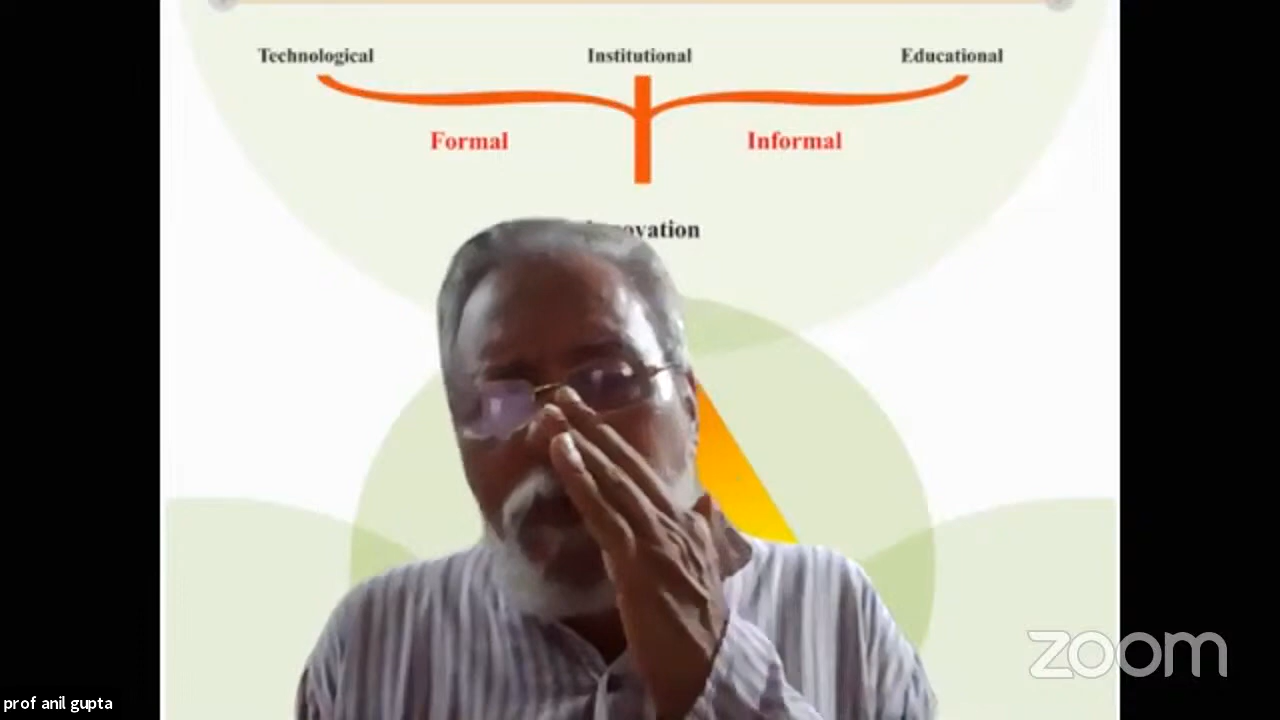 Technological Institutional Educational
Formal Informal
zoom
prof anil gupta